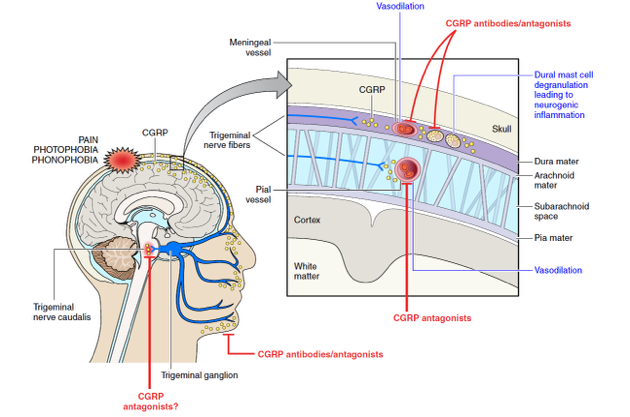 Vasodilation
CGRP antibodies/antagonists
Meningeal
vessel
CGRP
Dural mast cell
degranulation
leading to
neurogenic
inflammation
Skull
PAIN
PHOTOPHOBIA
PHONOPHOBIA
CGRP
Trigeminal
nerve fibers
Dura mater
Arachnoid
mater
Pial
vessel
Subarachnoid
space
Cortex
Pia mater
White
matter
Vasodilation
Trigeminal
nerve caudalis
CGRP antagonists
CGRP antibodies/antagonists
Trigeminal ganglion
CGRP
antagonists?